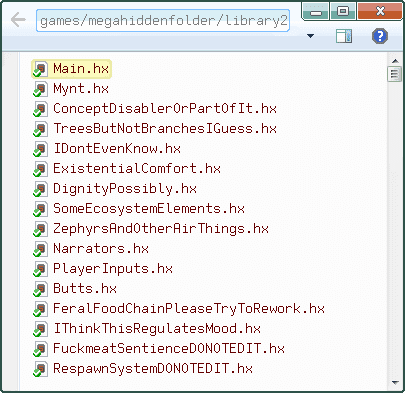 games/megahiddenfolder/library2
Main.hx
Mynt.hx
ConceptDisablerOrPartOfIt.hx
TreesButNotBranchesIGuess.hx
IDontEvenKnow.hx
ExistentialComfort.hx
DignityPossibly.hx
SomeEcosystemElements.hx
ZephyrsAndOtherAirThings.hx
Narrators.hx
PlayerInputs.hx
Butts.hx
FeralFoodChainPleaseTryToRework.hx
IThinkThisRegulatesMood.hx
FuckmeatSentienceDONOTEDIT.hx
RespawnSystemDONOTEDIT.hx